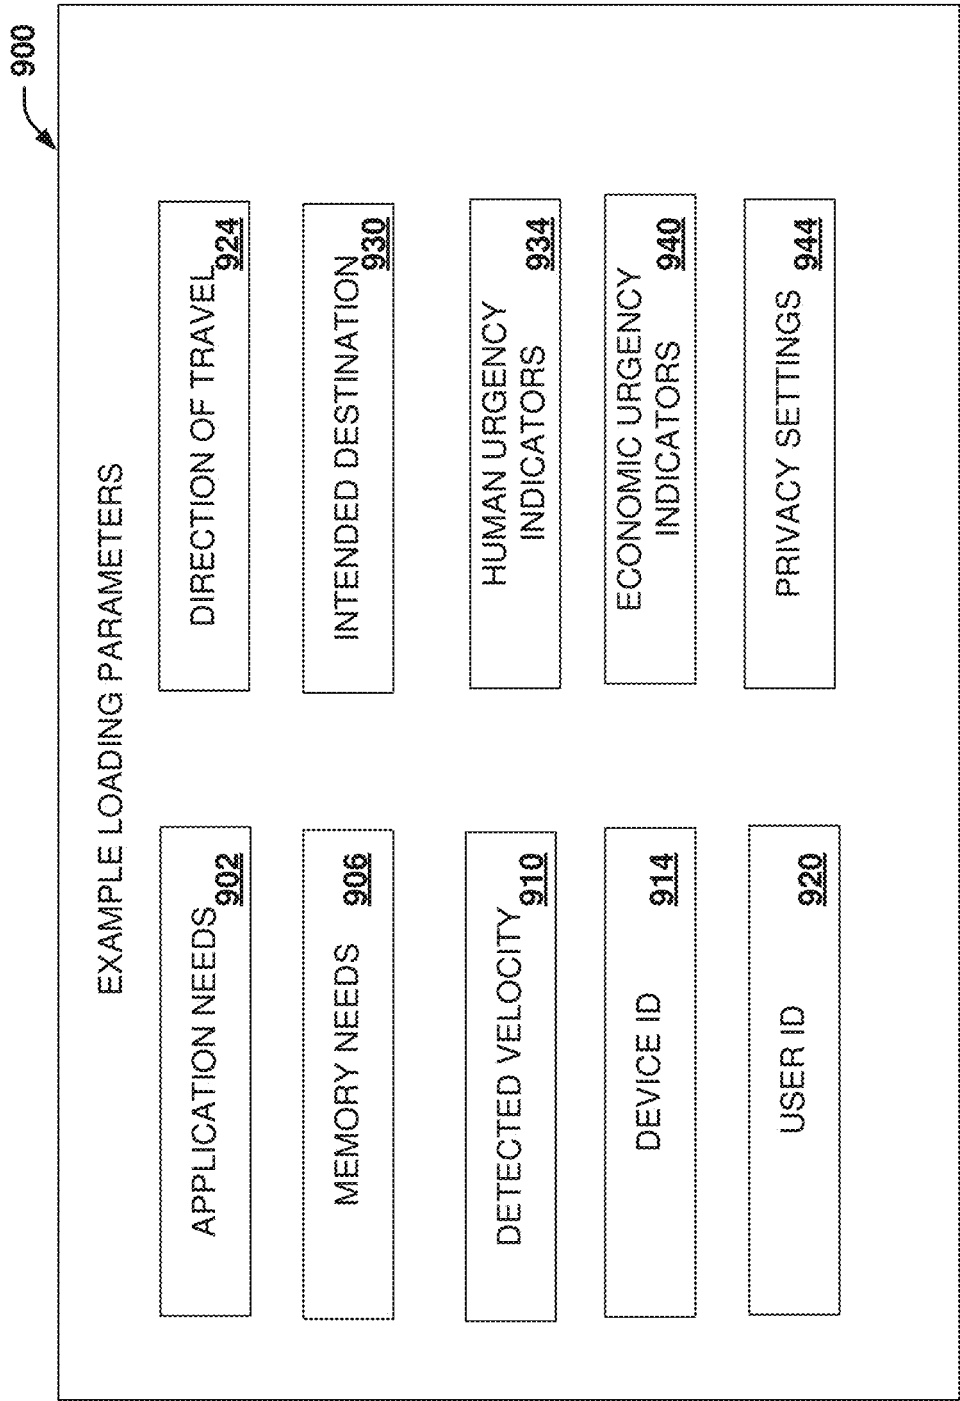 900
EXAMPLE LOADING PARAMETERS
APPLICATION NEEDS
902
MEMORY NEEDS
906
DETECTED VELOCITY
910
DEVICE ID
914
USER ID
920
DIRECTION OF TRAVEL
924
INTENDED DESTINATION
930
HUMAN URGENCY
INDICATORS
934
ECONOMIC URGENCY
INDICATORS
940
PRIVACY SETTINGS
944